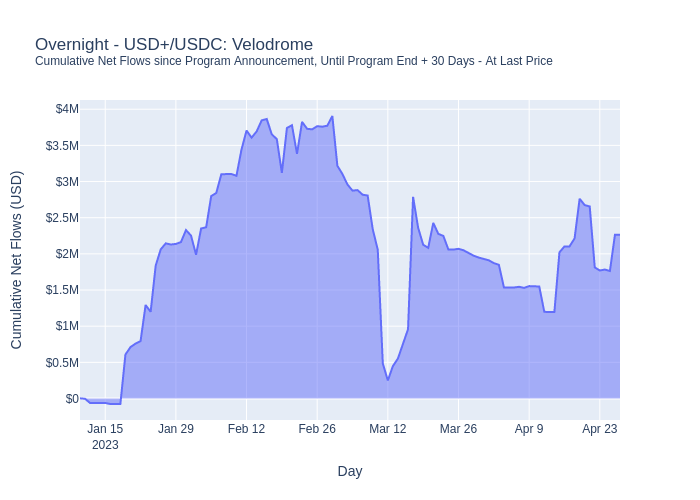 Overnight - USD+/USDC: Velodrome
Cumulative Net Flows since Program Announcement, Until Program End + 30 Days - At Last Price
Cumulative Net Flows (USD)
$4M
$3.5M
$3M
$2.5M
$2M
$1.5M
$1M
$0.5M
$0
Jan 15
2023
Jan 29
Feb 12
Feb 26
Mar 12
Mar 26
Apr 9
Apr 23
Day